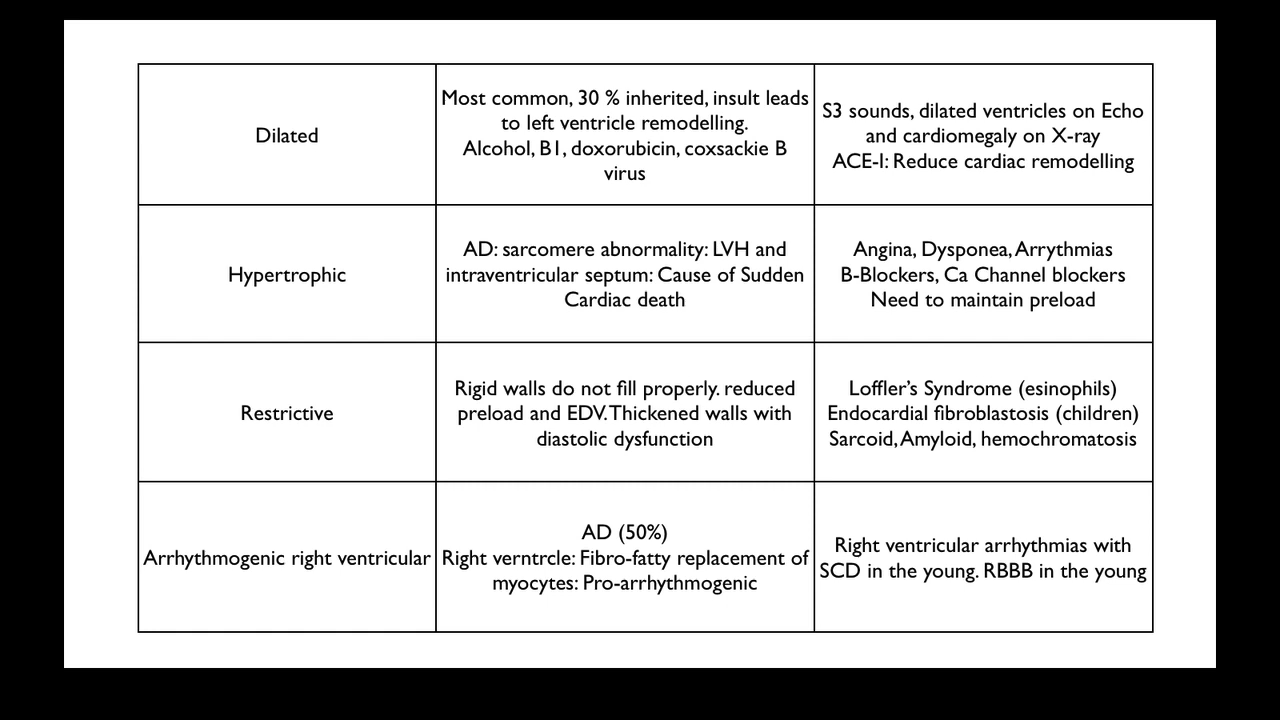 Dilated
Most common, 30 % inherited, insult leads
to left ventricle remodelling.
Alcohol, B1, doxorubicin, coxsackie B
virus
S3 sounds, dilated ventricles on Echo
and cardiomegaly on X-ray
ACE-I: Reduce cardiac remodelling
Hypertrophic
AD: sarcomere abnormality: LVH and
intraventricular septum: Cause of Sudden
Cardiac death
Angina, Dysponea, Arrythmias
B-Blockers, Ca Channel blockers
Need to maintain preload
Restrictive
Rigid walls do not fill properly. reduced
preload and EDV. Thickened walls with
diastolic dysfunction
Loffler's Syndrome (esinophils)
Endocardial fibroblastosis (children)
Sarcoid, Amyloid, hemochromatosis
Arrhythmogenic right ventricular
AD (50%)
Right verntrcle: Fibro-fatty replacement of
myocytes: Pro-arrhythmogenic
Right ventricular arrhythmias with
SCD in the young. RBBB in the young